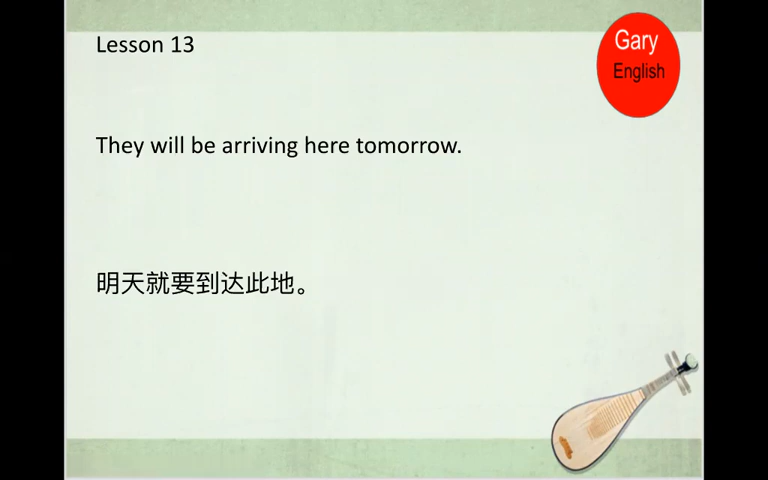 Lesson 13
Gary
English
They will be arriving here tomorrow.
明天就要到达此地。